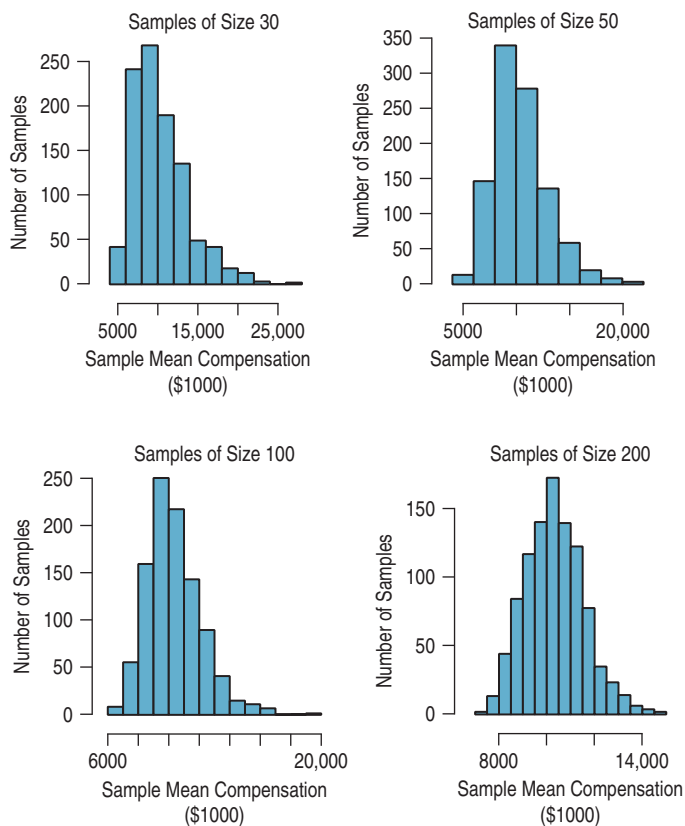 Samples of Size 30
Number of Samples
250
200
150
100
50
0
5000 15,000 25,000
Sample Mean Compensation
($1000)
Samples of Size 50
Number of Samples
350
300
250
200
150
100
50
0
5000 20,000
Sample Mean Compensation
($1000)
Samples of Size 100
Number of Samples
250
200
150
100
50
0
6000 20,000
Sample Mean Compensation
($1000)
Samples of Size 200
Number of Samples
150
100
50
0
8000 14,000
Sample Mean Compensation
($1000)